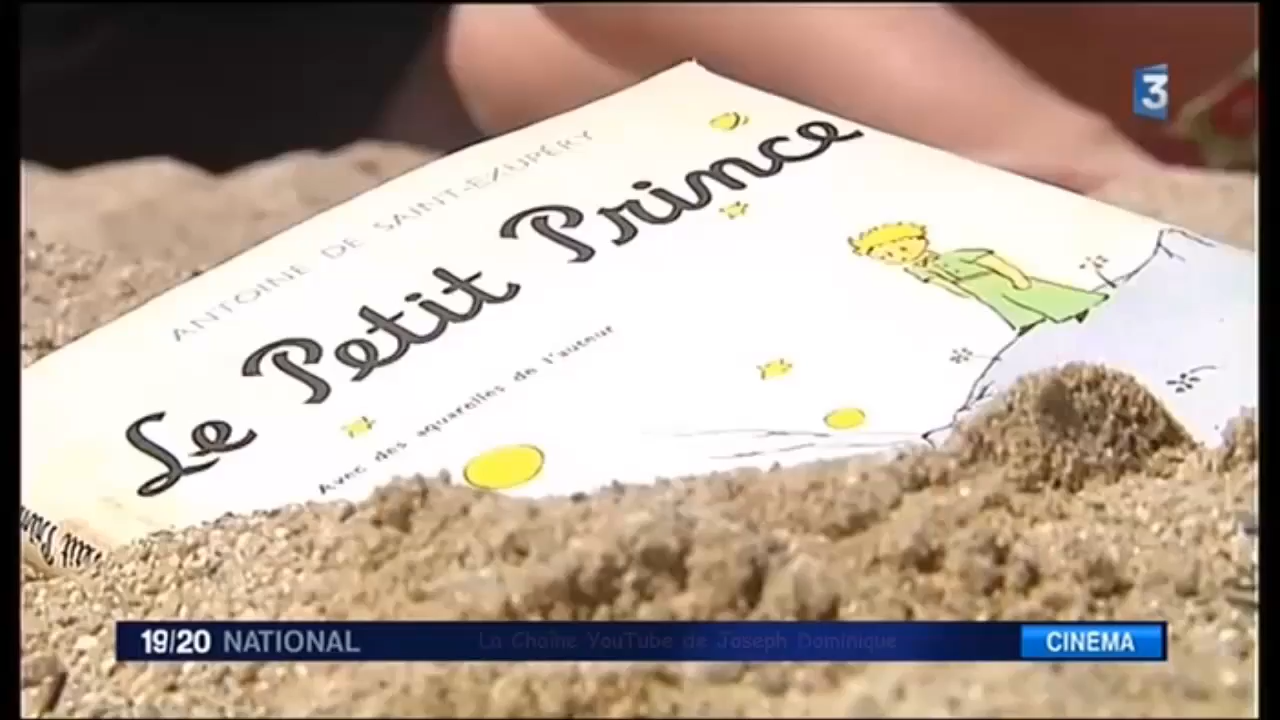 3
ANTOINE DE SAINT-EXUPÉRY
Le Petit Prince
Avec des aquarelles de l'auteur
19/20 NATIONAL
La Chaîne YouTube de Joseph Dominique
CINEMA